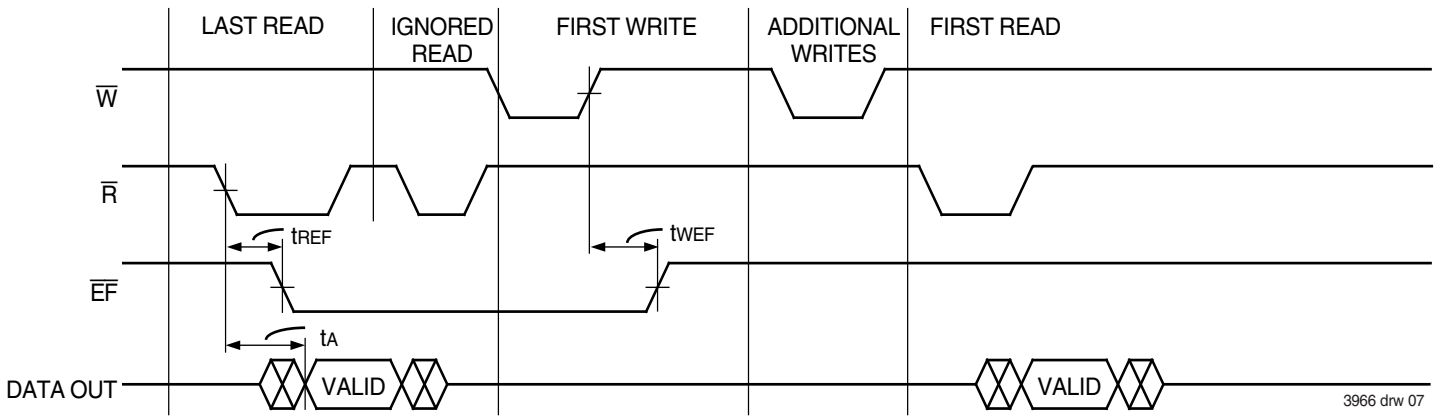 LAST READ
IGNORED
READ
FIRST WRITE
ADDITIONAL
WRITES
FIRST READ
W̅
R̅
tREF
tWEF
E̅F̅
tA
DATA OUT
VALID
VALID
3966 drw 07